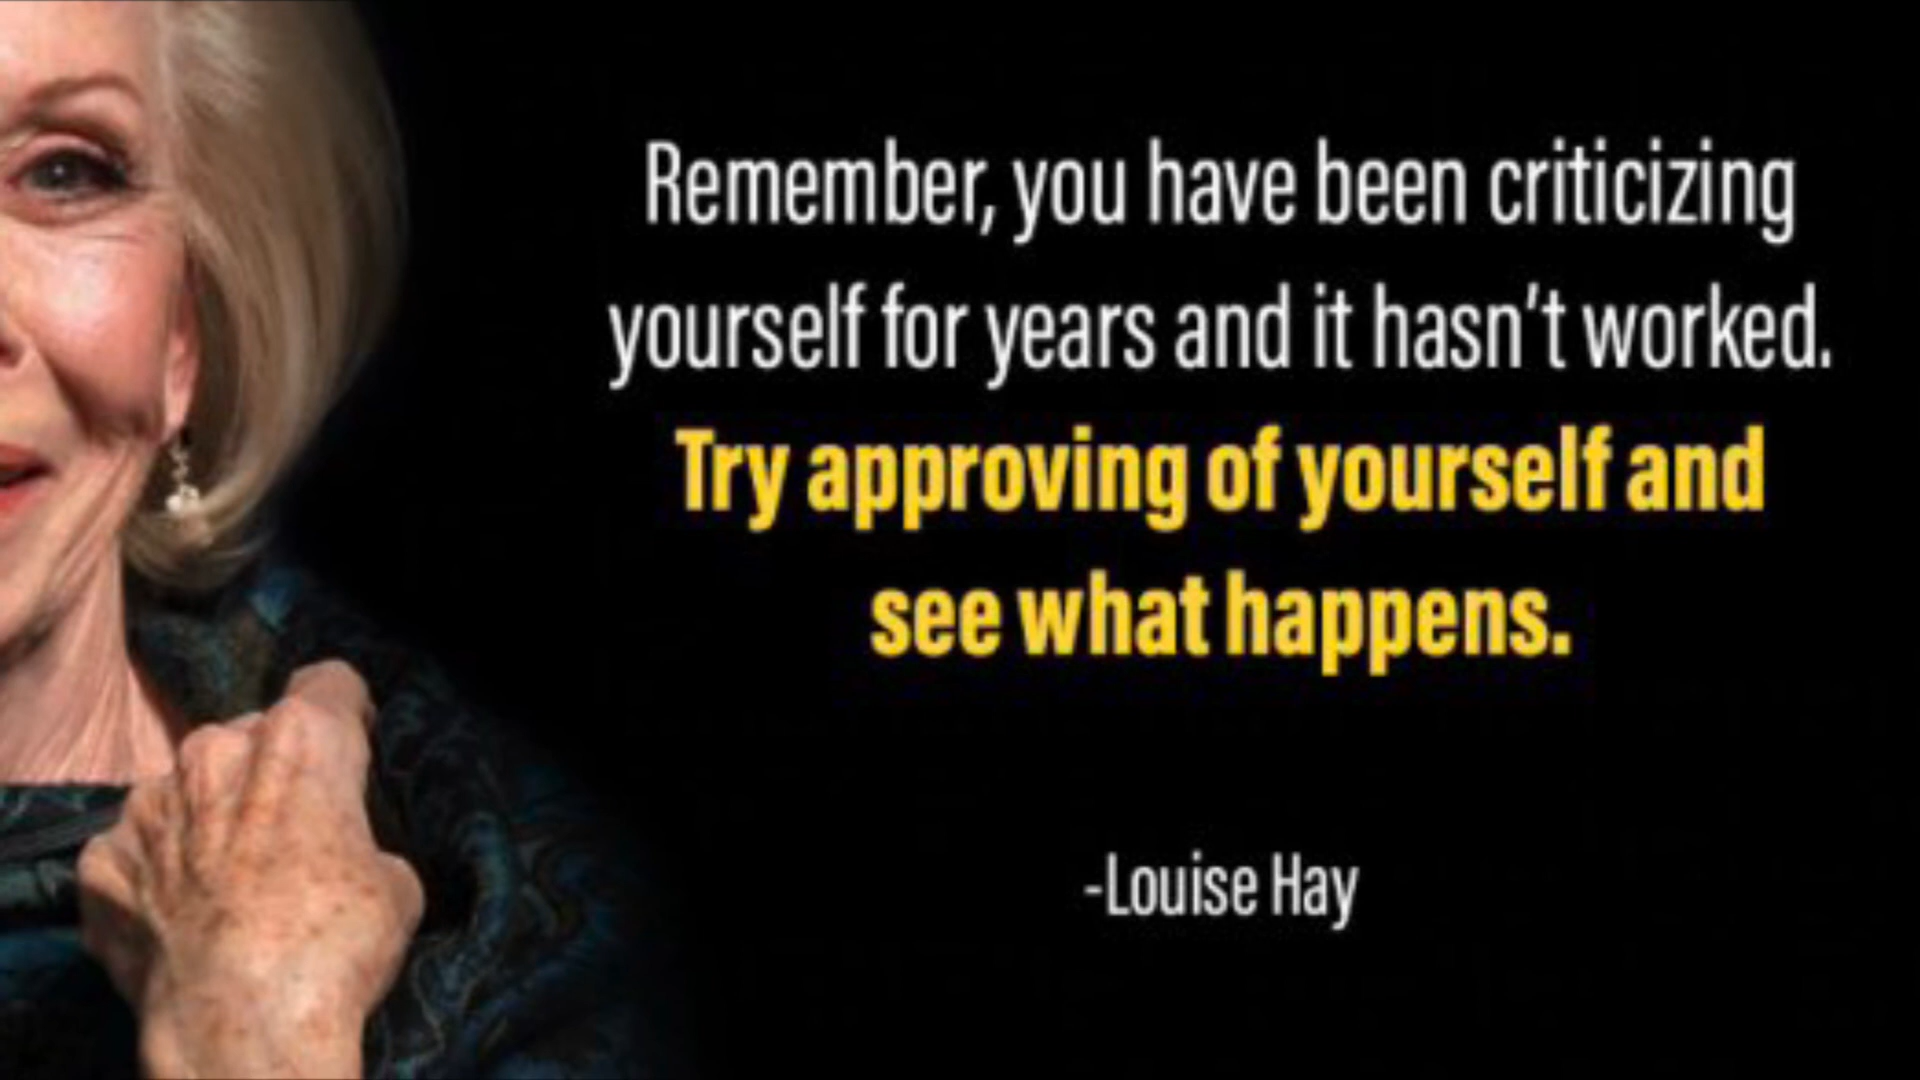 Remember, you have been criticizing
yourself for years and it hasn’t worked.
Try approving of yourself and
see what happens.
-Louise Hay